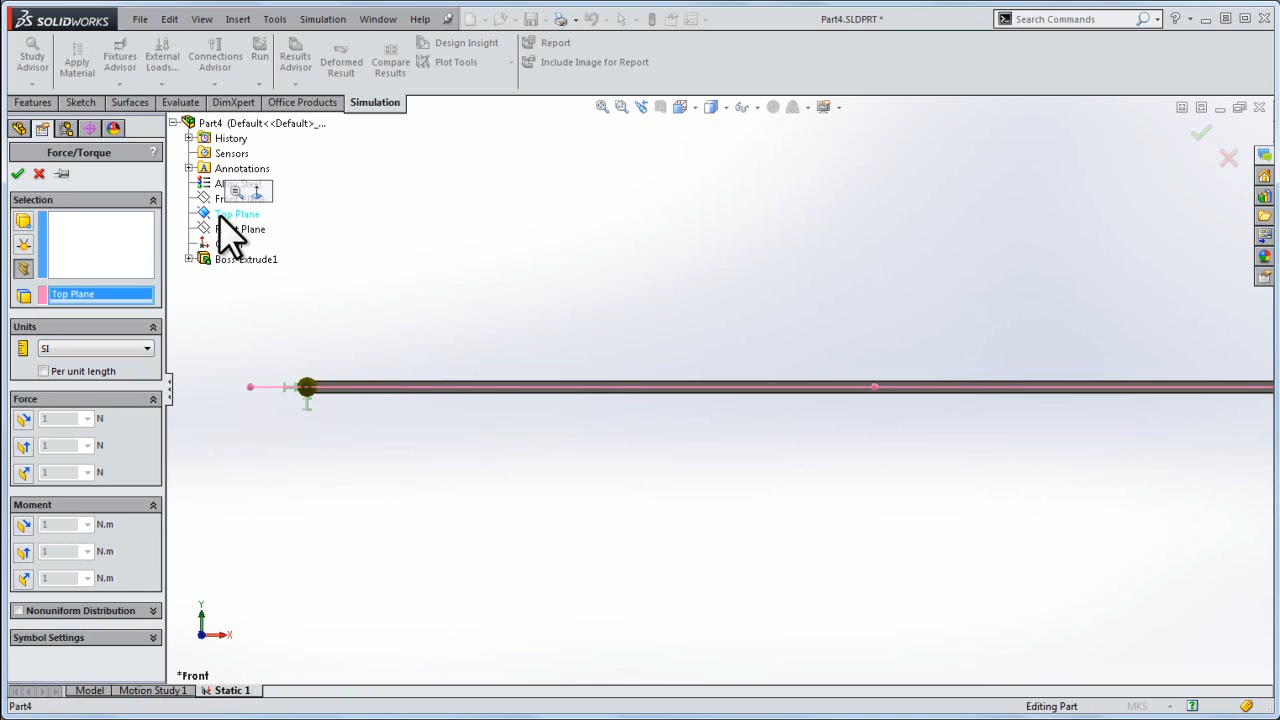 SOLIDWORKS File Edit View Insert Tools Simulation Window Help Part4.SLDPRT * Search Commands
Study Advisor
Apply Material
Fixtures Advisor
External Loads...
Connections Advisor
Run
Results Advisor
Deformed Result
Compare Results
Design Insight
Plot Tools
Report
Include Image for Report
Features Sketch Surfaces Evaluate DimXpert Office Products Simulation
Part4 (Default<<Default>_...
History
Sensors
Annotations
Top Plane
Plane
Boss-Extrude1
Force/Torque ?
Selection
Top Plane
Units
SI
Per unit length
Force
1 N
1 N
1 N
Moment
1 N.m
1 N.m
1 N.m
Nonuniform Distribution
Symbol Settings
Y
X
*Front
Model Motion Study 1 Static 1
Part4 Editing Part MKS